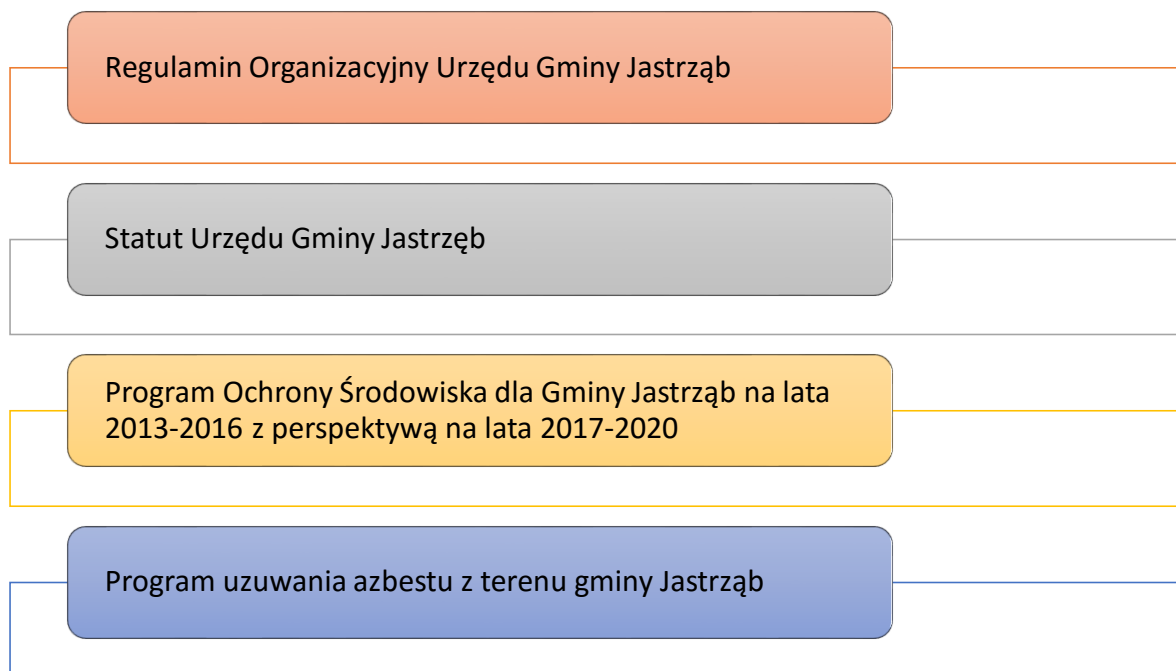 Regulamin Organizacyjny Urzędu Gminy Jastrząb
Statut Urzędu Gminy Jastrzęb
Program Ochrony Środowiska dla Gminy Jastrząb na lata
2013-2016 z perspektywą na lata 2017-2020
Program uzuwania azbestu z terenu gminy Jastrząb